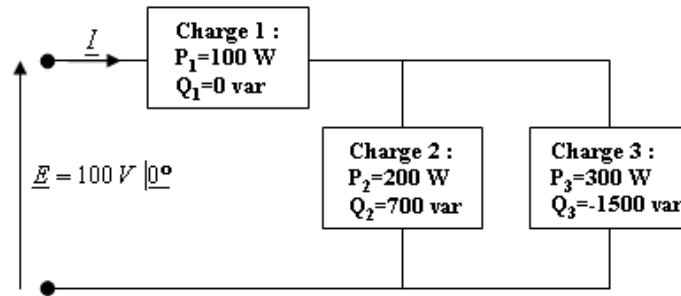 I
Charge 1 :
P1=100 W
Q1=0 var
E = 100 V |0°
Charge 2 :
P2=200 W
Q2=700 var
Charge 3 :
P3=300 W
Q3=-1500 var